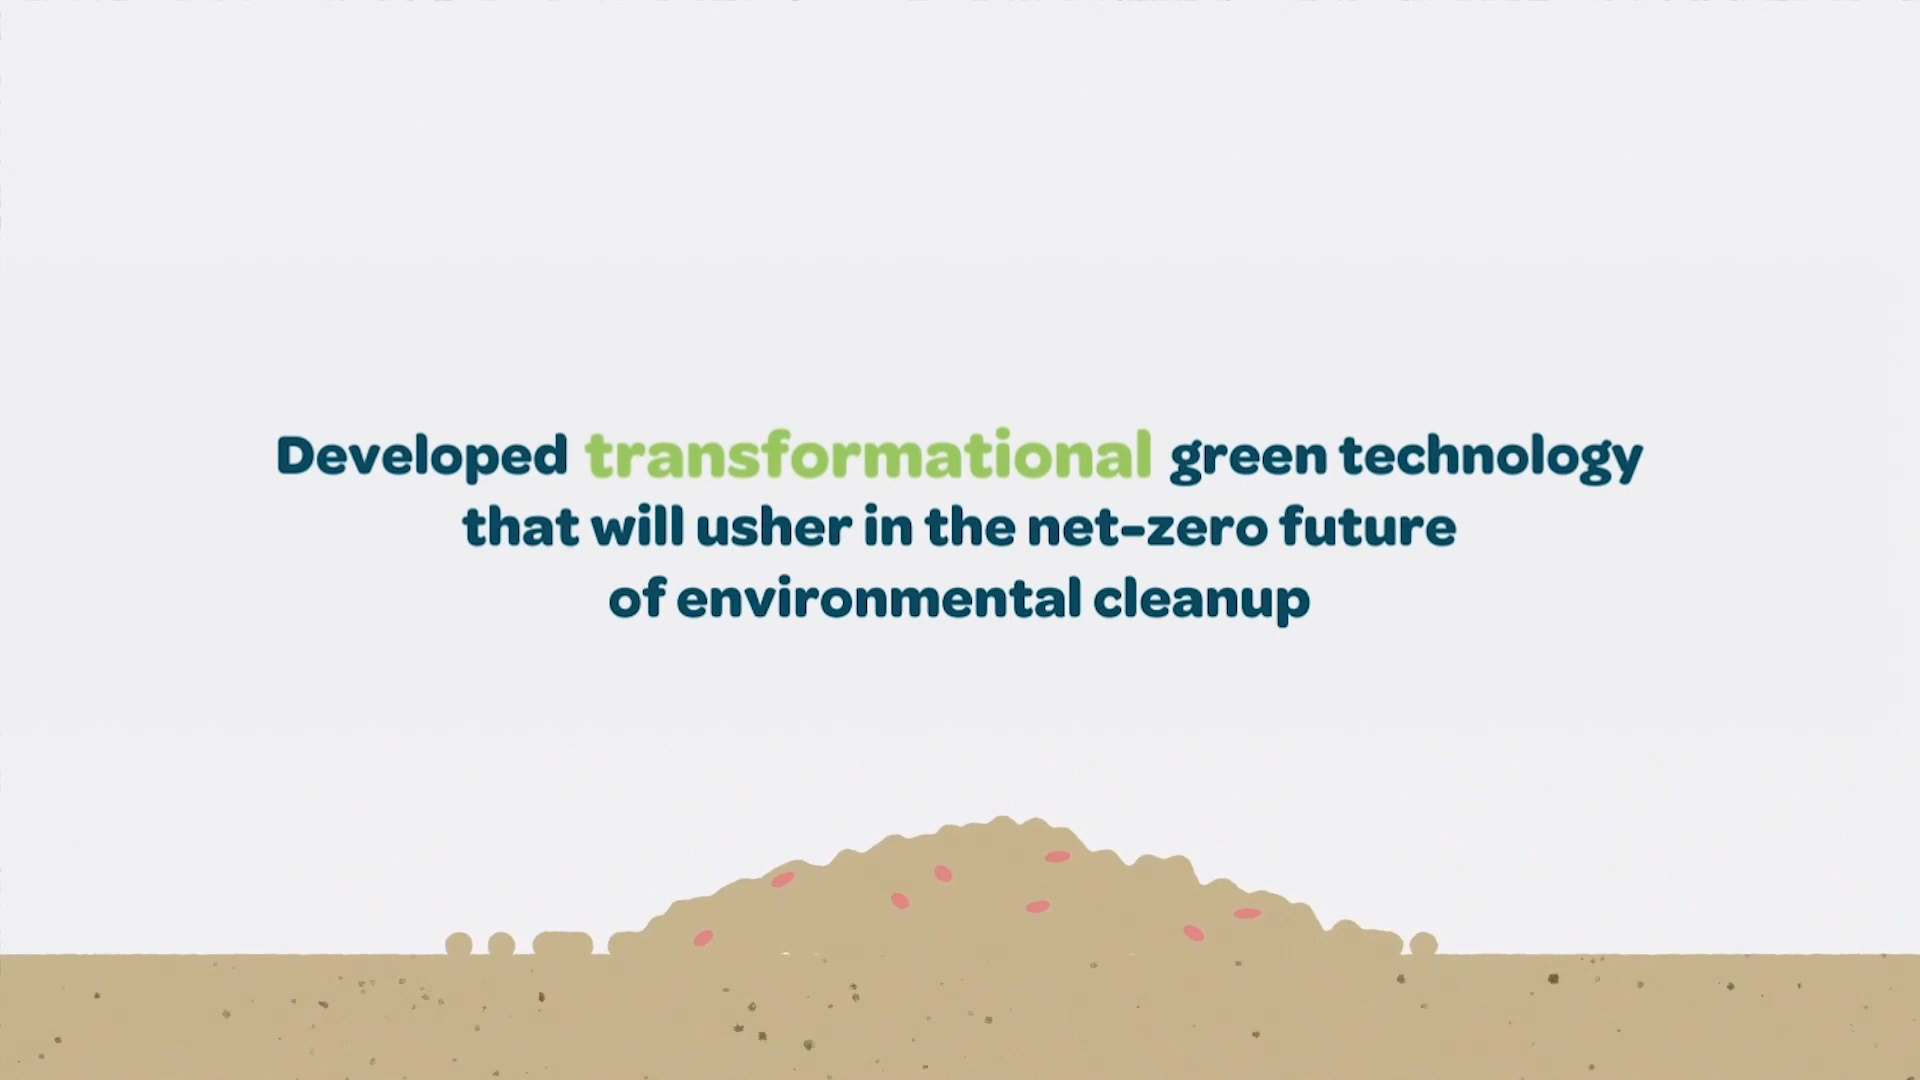 Developed transformational green technology
that will usher in the net-zero future
of environmental cleanup